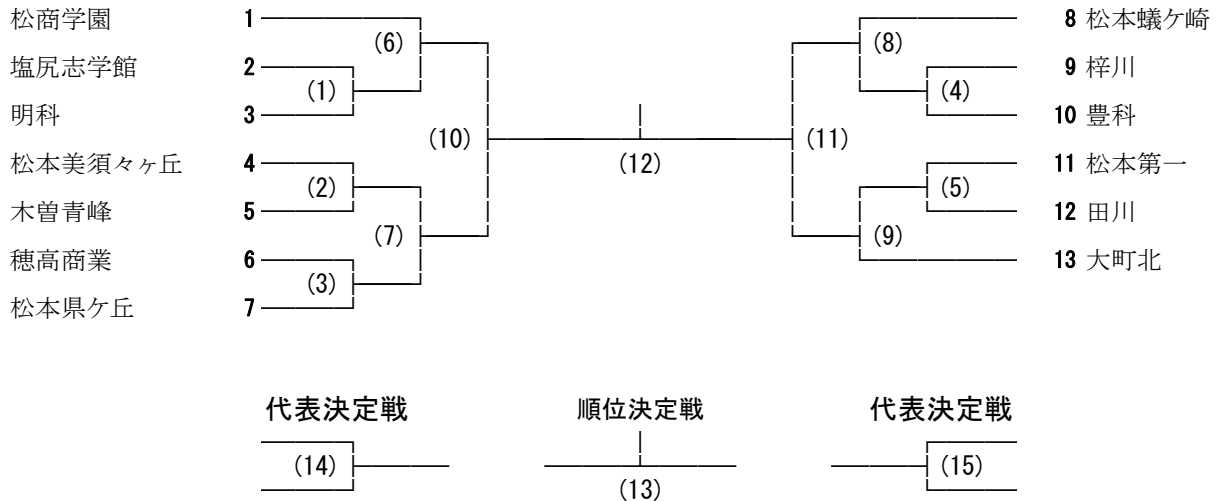 松商学園 1
(6)
8 松本蟻ケ崎
(8)
塩尻志学館 2
(1)
9 梓川
(4)
明科 3
10 豊科
(10)
(11)
(12)
松本美須々ヶ丘 4
(2)
11 松本第一
(5)
木曽青峰 5
12 田川
(7)
(9)
穂高商業 6
(3)
13 大町北
松本県ケ丘 7
代表決定戦
順位決定戦
代表決定戦
(14)
(13)
(15)